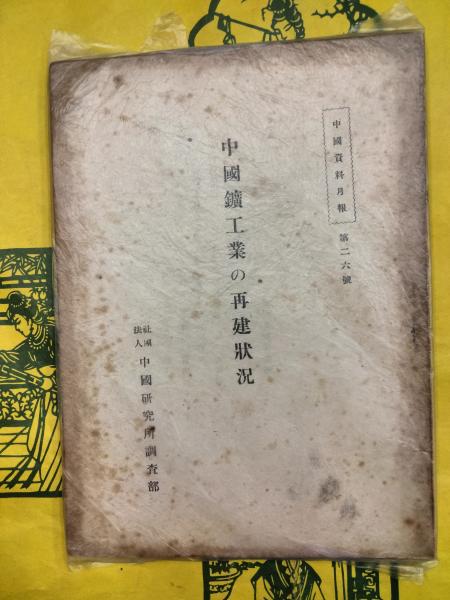 中國資料月報 第二六號
中國鑛工業の再建狀況
社團法人 中國硏究所調査部